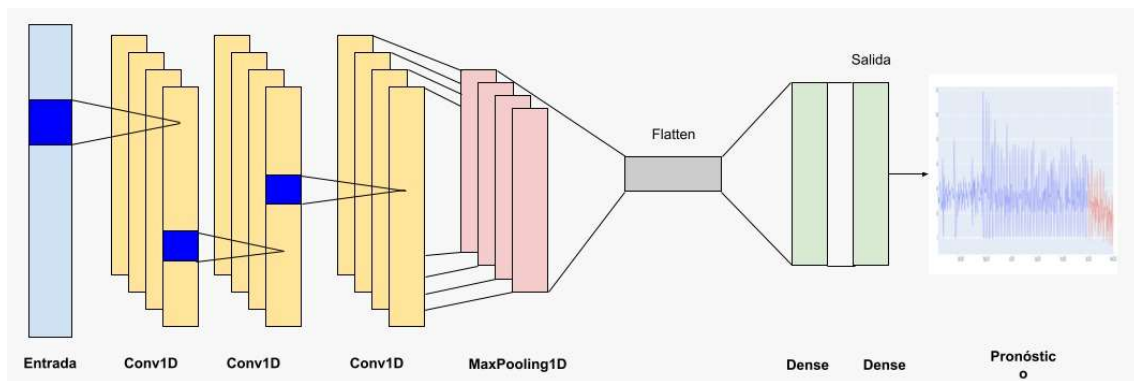 Salida
Flatten
Entrada
Conv1D
Conv1D
Conv1D
MaxPooling1D
Dense
Dense
Pronóstic
o